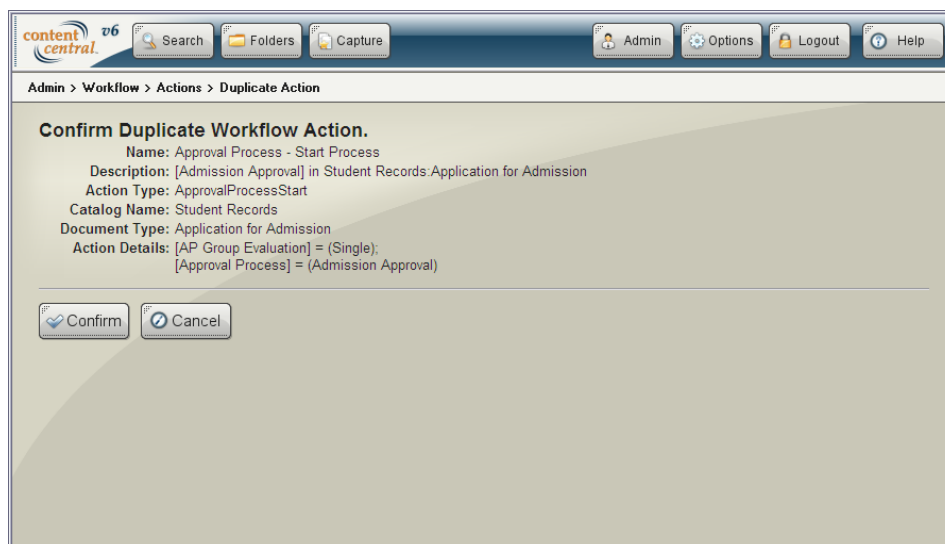 content central. v6 Search Folders Capture Admin Options Logout Help
Admin > Workflow > Actions > Duplicate Action
Confirm Duplicate Workflow Action.
Name: Approval Process - Start Process
Description: [Admission Approval] in Student Records:Application for Admission
Action Type: ApprovalProcessStart
Catalog Name: Student Records
Document Type: Application for Admission
Action Details: [AP Group Evaluation] = (Single);
[Approval Process] = (Admission Approval)
Confirm Cancel